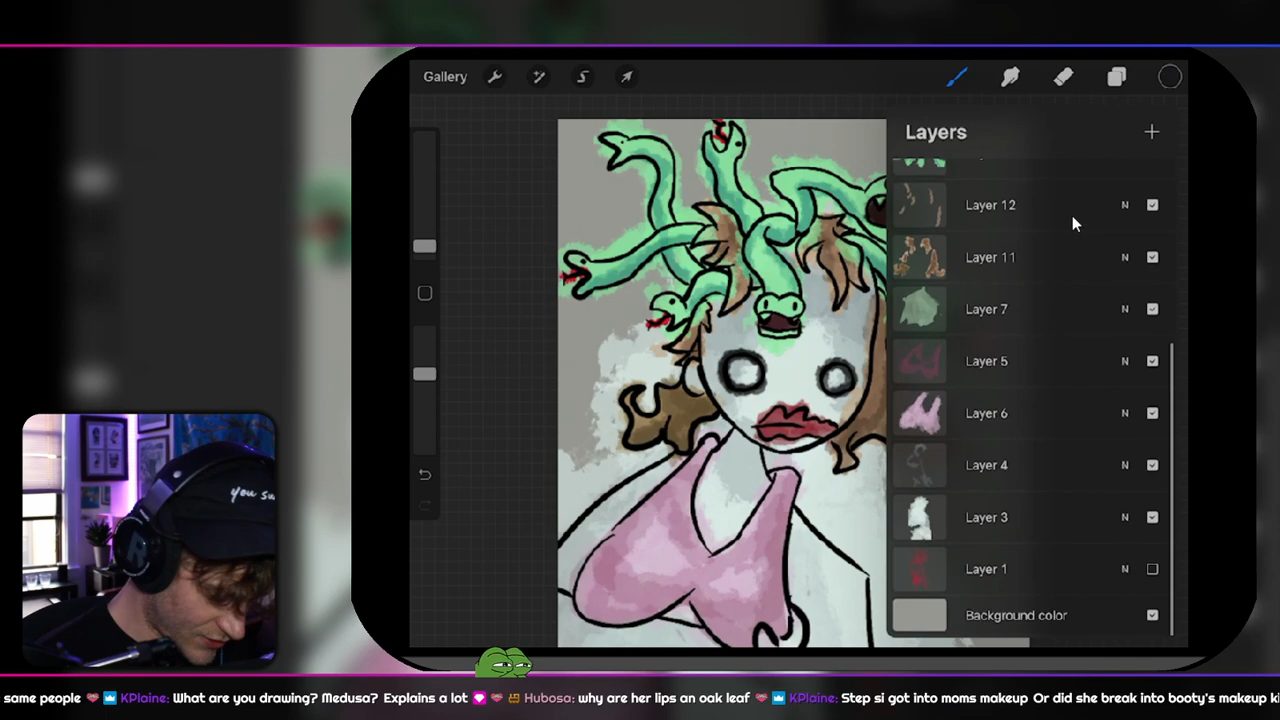 Gallery
Layers
Layer 12 N
Layer 11 N
Layer 7 N
Layer 5 N
Layer 6 N
Layer 4 N
Layer 3 N
Layer 1 N
Background color
you su
same people KPlaine: What are you drawing? Medusa? Explains a lot Hubosa: why are her lips an oak leaf KPlaine: Step si got into moms makeup Or did she break into booty's makeup ki